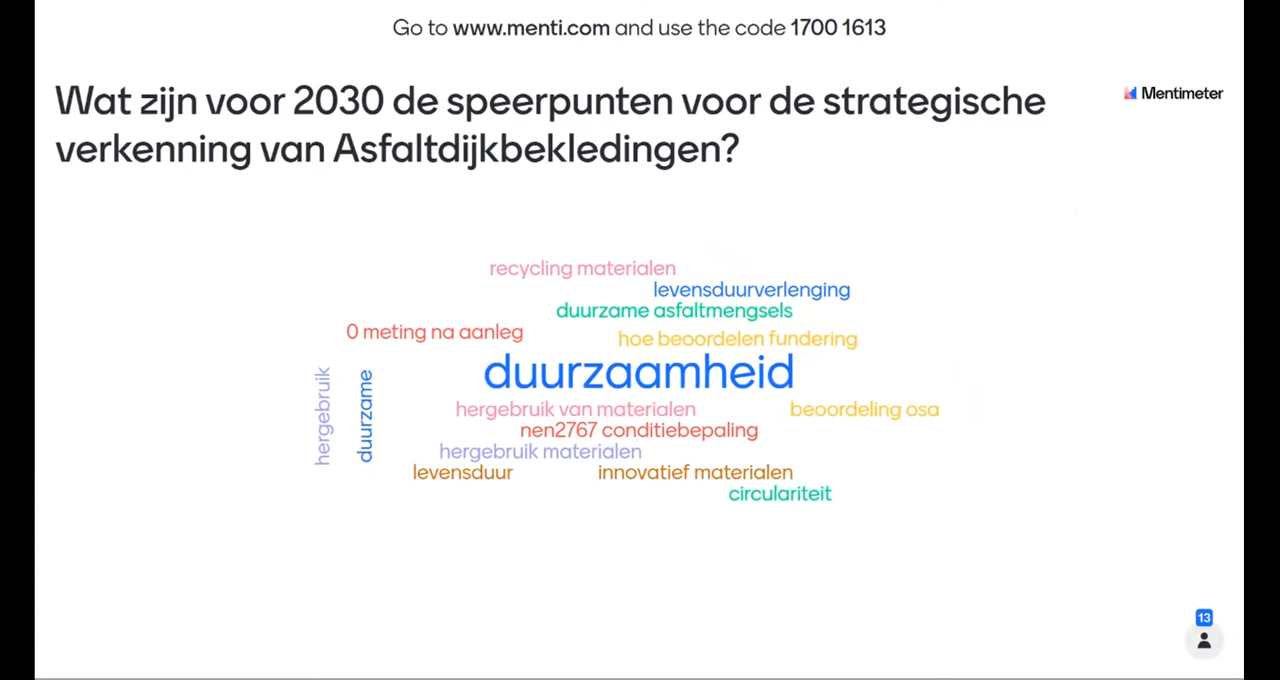 Go to www.menti.com and use the code 1700 1613
Wat zijn voor 2030 de speerpunten voor de strategische
verkenning van Asfaltdijkbekledingen?
Mentimeter
recycling materialen
levensduurverlenging
duurzame asfaltmengsels
0 meting na aanleg
hoe beoordelen fundering
duurzaamheid
hergebruik
duurzame
hergebruik van materialen
beoordeling osa
nen2767 conditiebepaling
hergebruik materialen
levensduur
innovatief materialen
circulariteit
13